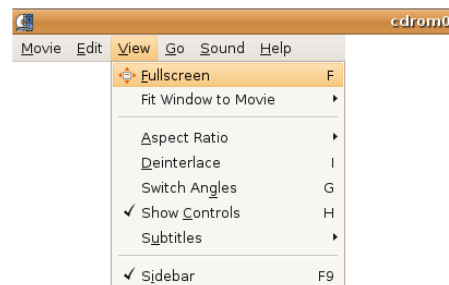 cdrom0
Movie Edit View Go Sound Help
Fullscreen F
Fit Window to Movie
Aspect Ratio
Deinterlace I
Switch Angles G
Show Controls H
Subtitles
Sidebar F9